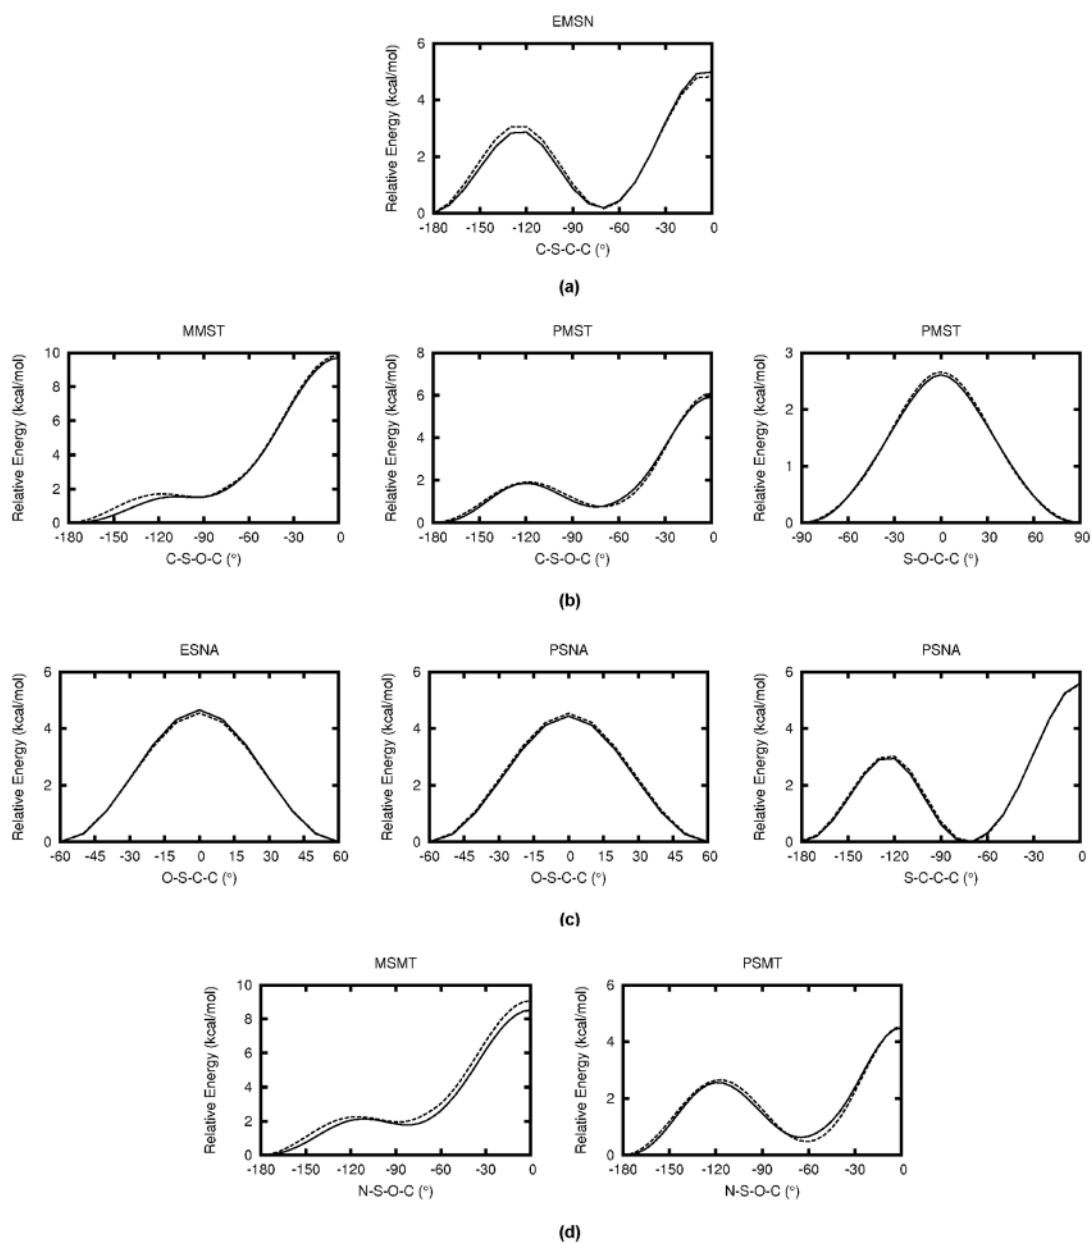 EMSN
Relative Energy (kcal/mol)
6
4
2
0
-180 -150 -120 -90 -60 -30 0
C-S-C-C (°)
(a)
MMST
Relative Energy (kcal/mol)
10
8
6
4
2
0
-180 -150 -120 -90 -60 -30 0
C-S-O-C (°)
PMST
Relative Energy (kcal/mol)
8
6
4
2
0
-180 -150 -120 -90 -60 -30 0
C-S-O-C (°)
PMST
Relative Energy (kcal/mol)
3
2
1
0
-90 -60 -30 0 30 60 90
S-O-C-C (°)
(b)
ESNA
Relative Energy (kcal/mol)
6
4
2
0
-60 -45 -30 -15 0 15 30 45 60
O-S-C-C (°)
PSNA
Relative Energy (kcal/mol)
6
4
2
0
-60 -45 -30 -15 0 15 30 45 60
O-S-C-C (°)
PSNA
Relative Energy (kcal/mol)
6
4
2
0
-180 -150 -120 -90 -60 -30 0
S-C-C-C (°)
(c)
MSMT
Relative Energy (kcal/mol)
10
8
6
4
2
0
-180 -150 -120 -90 -60 -30 0
N-S-O-C (°)
PSMT
Relative Energy (kcal/mol)
6
4
2
0
-180 -150 -120 -90 -60 -30 0
N-S-O-C (°)
(d)